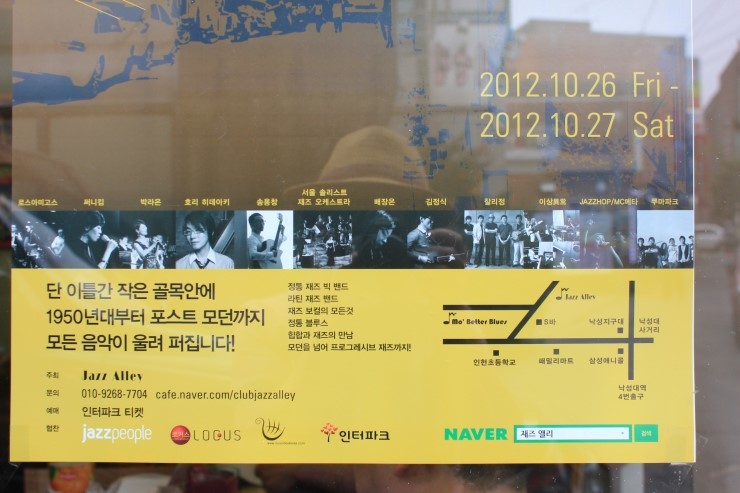 2012.10.26 Fri -
2012.10.27 Sat
로스아미고스 써니킴 박라온 호리 히데아키 송용창 서울 솔리스트 재즈 오케스트라 배장은 김정식 찰리정 이상흠밴드 JAZZHOP/MC메타 쿠마파크
단 이틀간 작은 골목안에
1950년대부터 포스트 모던까지
모든 음악이 울려 퍼집니다!
정통 재즈 빅 밴드
라틴 재즈 밴드
재즈 보컬의 모든것
정통 블루스
힙합과 재즈의 만남
모던을 넘어 프로그레시브 재즈까지!
Jazz Alley
Mo' Better Blues
S바
낙성지구대
낙성대
사거리
인헌초등학교
패밀리마트
삼성애니콜
낙성대역
4번출구
주최 Jazz Alley
문의 010-9268-7704 cafe.naver.com/clubjazzalley
예매 인터파크 티켓
협찬 jazzpeople LOCUS 인터파크
NAVER 재즈 앨리 검색